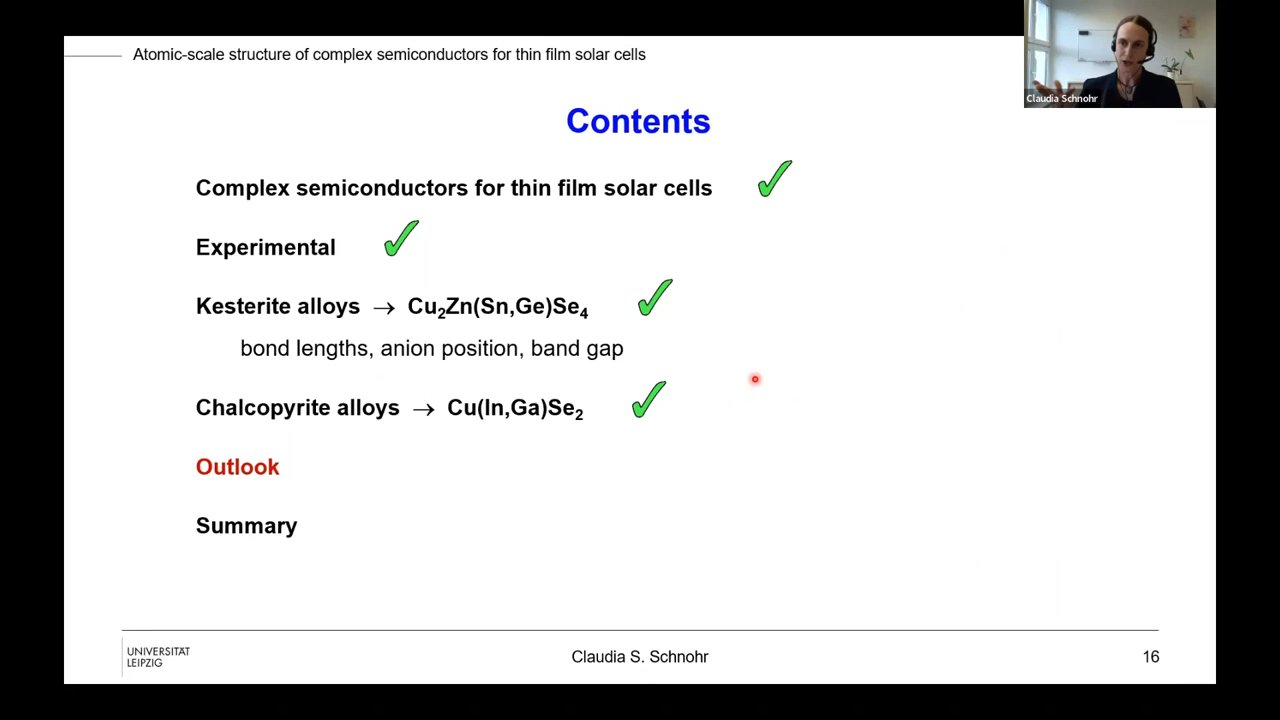 Atomic-scale structure of complex semiconductors for thin film solar cells
Claudia Schnohr
Contents
Complex semiconductors for thin film solar cells
Experimental
Kesterite alloys → Cu₂Zn(Sn,Ge)Se₄
bond lengths, anion position, band gap
Chalcopyrite alloys → Cu(In,Ga)Se₂
Outlook
Summary
UNIVERSITÄT
LEIPZIG
Claudia S. Schnohr
16